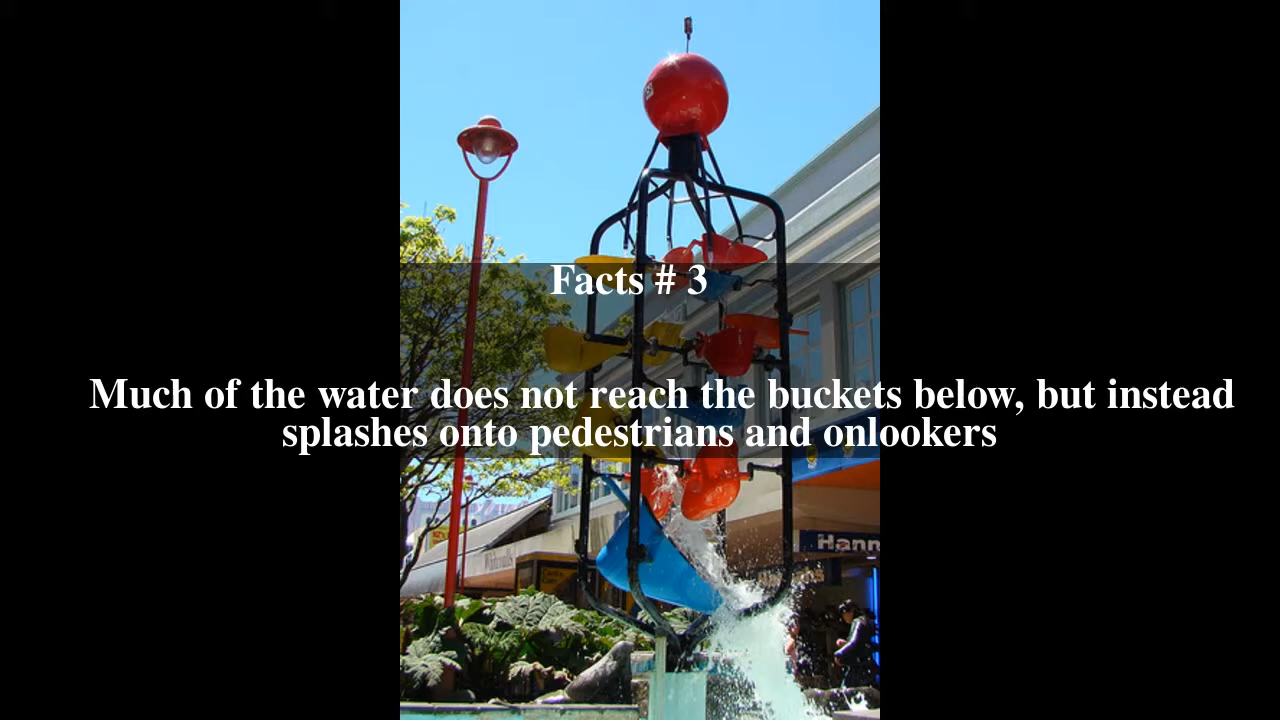 Facts # 3
Much of the water does not reach the buckets below, but instead
splashes onto pedestrians and onlookers
Hann